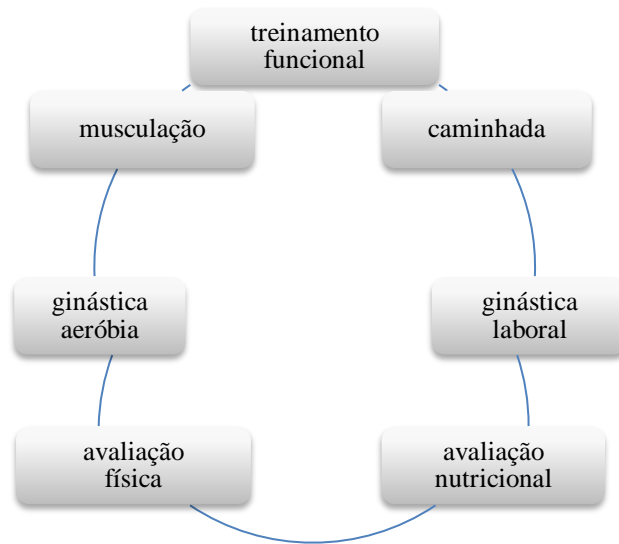 treinamento
funcional
musculação
caminhada
ginástica
aeróbia
ginástica
laboral
avaliação
física
avaliação
nutricional